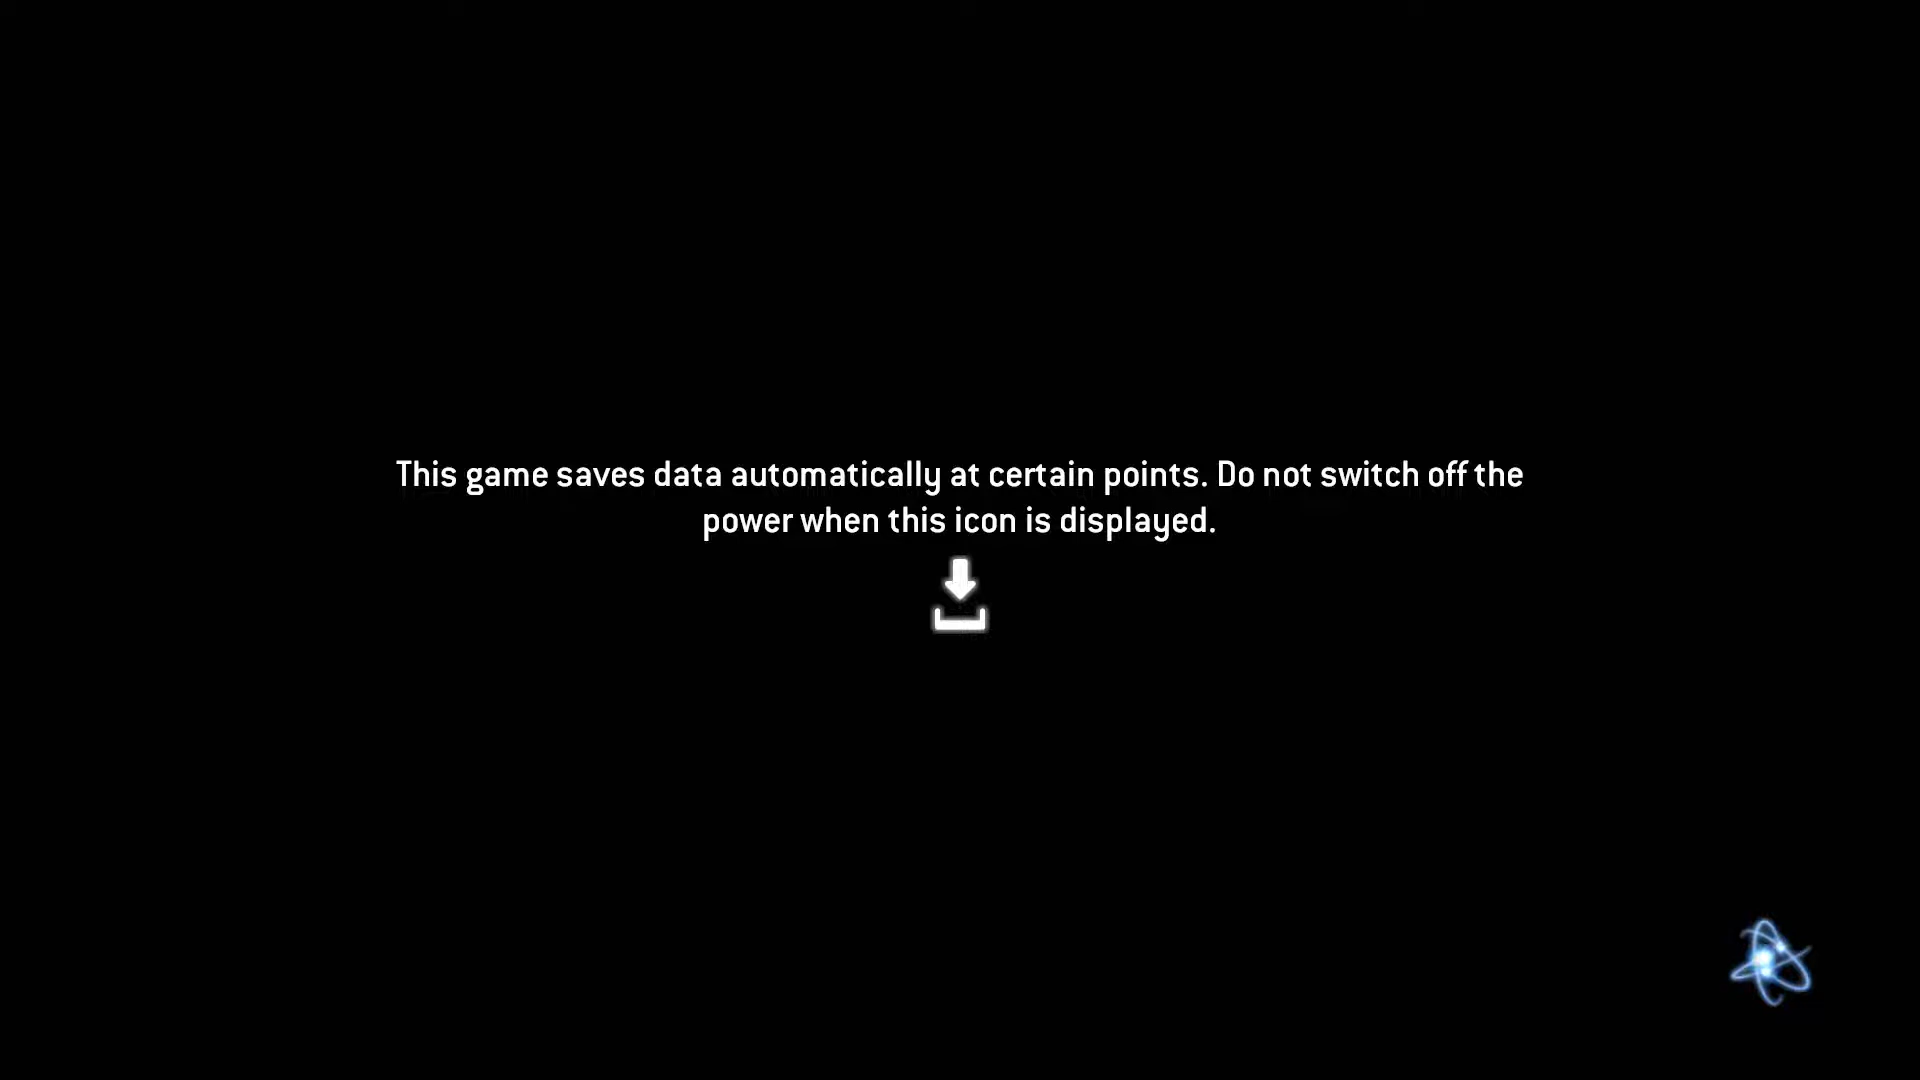 This game saves data automatically at certain points. Do not switch off the
power when this icon is displayed.